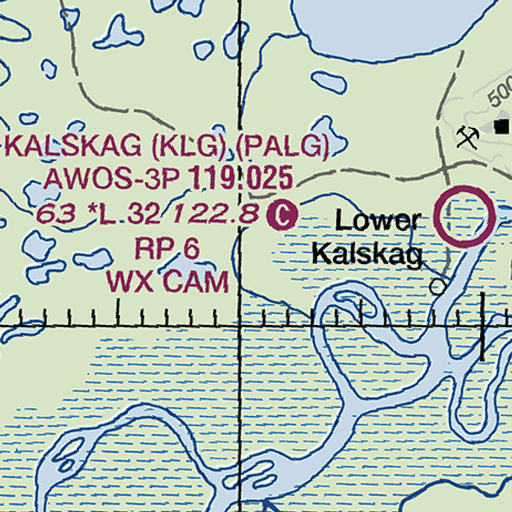 500
KALSKAG (KLG) (PALG)
AWOS-3P 119.025
63 *L 32 122.8 C
RP 6
WX CAM
Lower
Kalskag